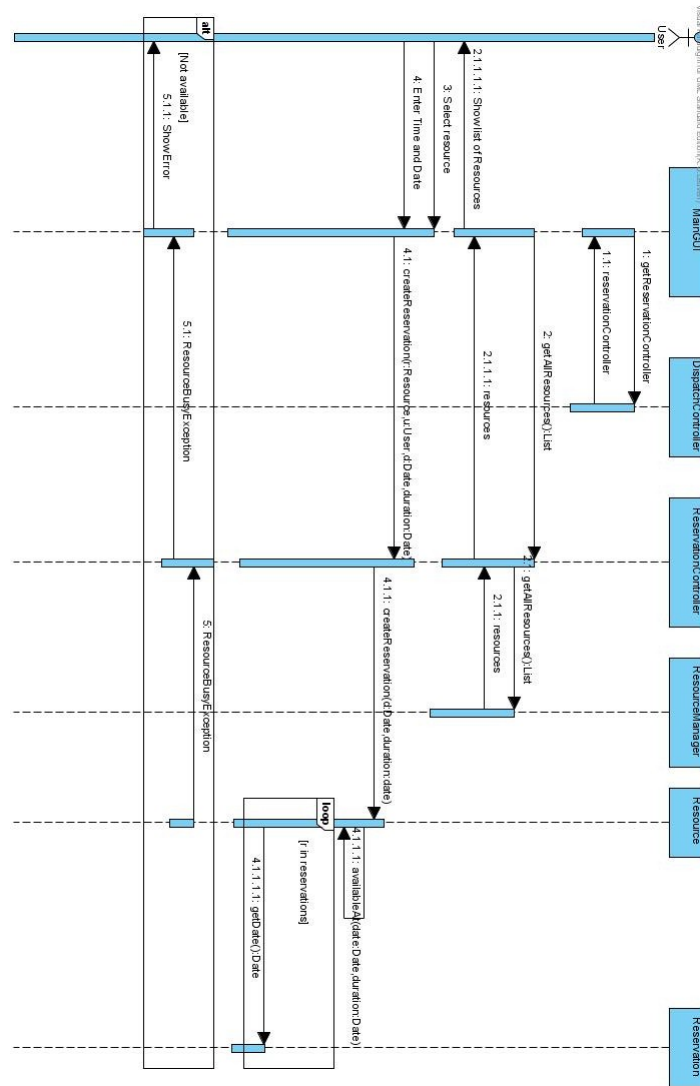 User
MainGUI
DispatchController
ReservationController
ResourceManager
Resource
Reservation
1: getReservationController
1.1: reservationController
2: getAllResources():List
2.1: getAllResources():List
2.1.1: resources
2.1.1.1: resources
2.1.1.1.1: Show list of Resources
3: Select resource
4: Enter Time and Date
4.1: createReservation(r:Resource,u:User,d:Date,duration:Date)
4.1.1: createReservation(d:Date,duration:date)
4.1.1.1: availableAt(date:Date,duration:Date)
loop
[r in reservations]
4.1.1.1.1: getDate():Date
alt
[Not available]
5: ResourceBusyException
5.1: ResourceBusyException
5.1.1: ShowError